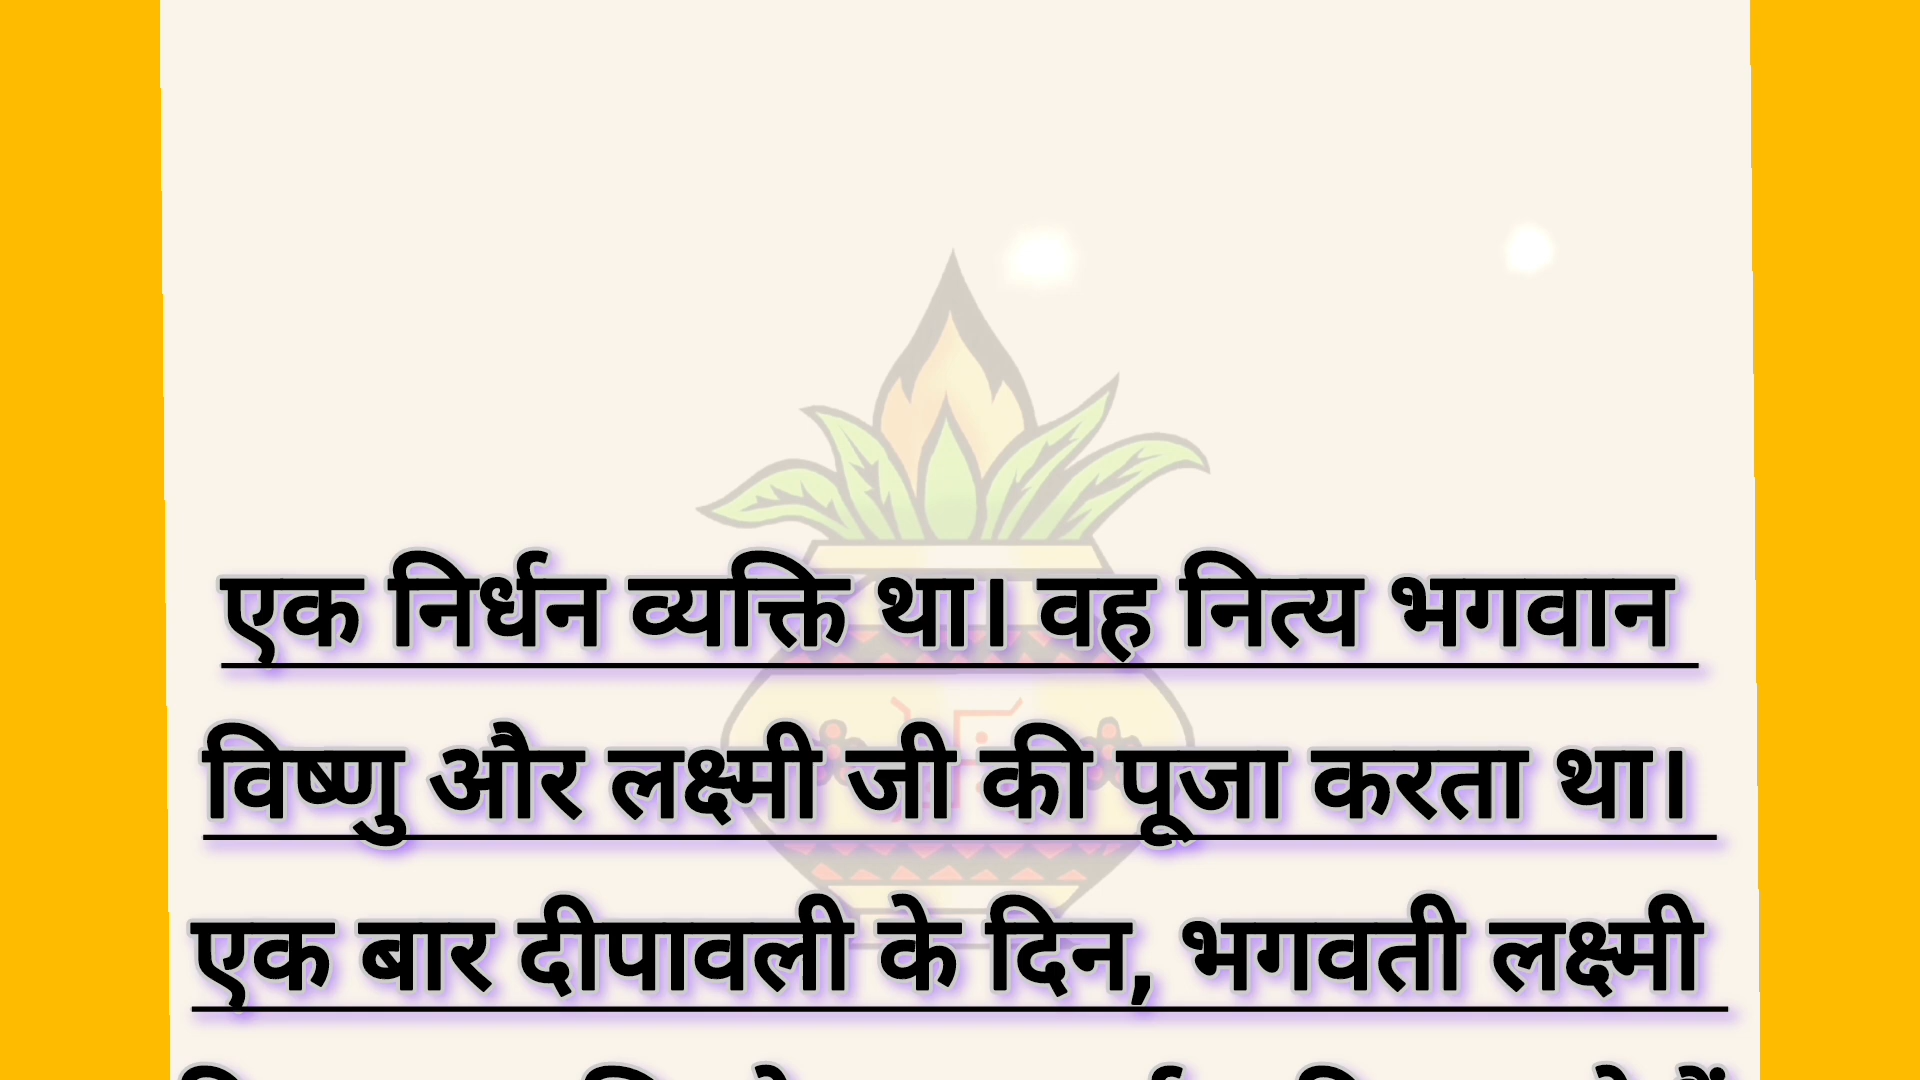 एक निर्धन व्यक्ति था। वह नित्य भगवान
विष्णु और लक्ष्मी जी की पूजा करता था।
एक बार दीपावली के दिन, भगवती लक्ष्मी